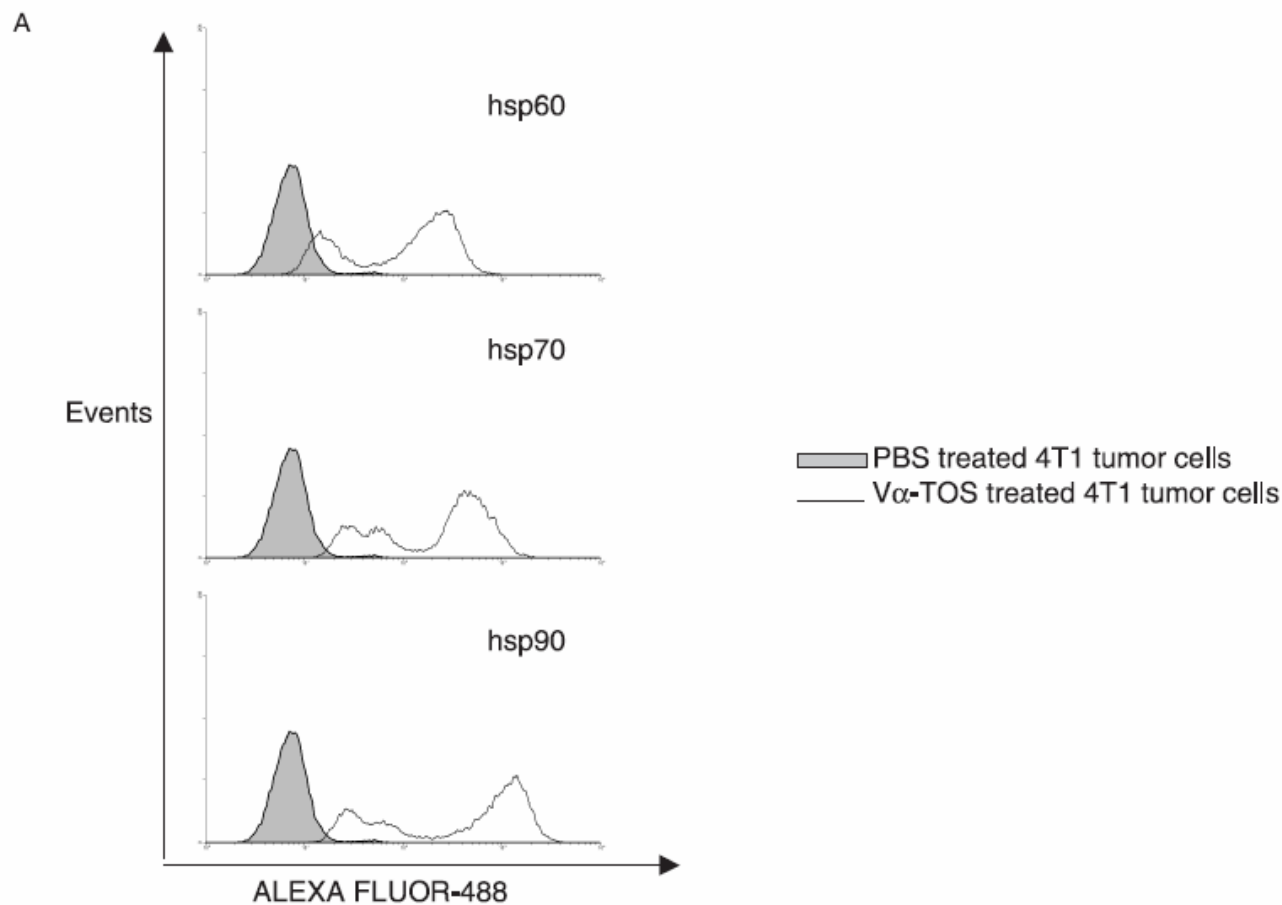 A
hsp60
hsp70
Events
PBS treated 4T1 tumor cells
Vα-TOS treated 4T1 tumor cells
hsp90
ALEXA FLUOR-488